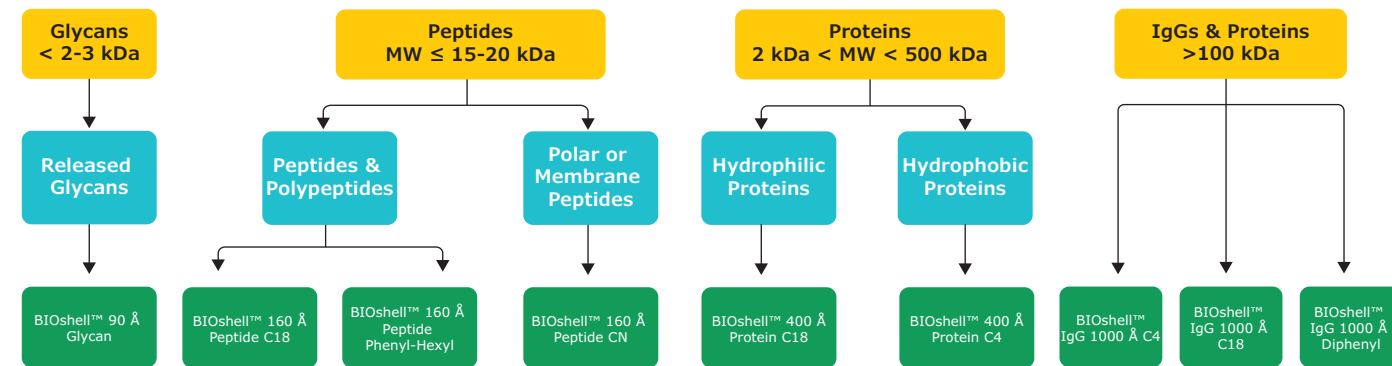 Glycans
< 2-3 kDa
Peptides
MW ≤ 15-20 kDa
Proteins
2 kDa < MW < 500 kDa
IgGs & Proteins
>100 kDa
Released
Glycans
Peptides &
Polypeptides
Polar or
Membrane
Peptides
Hydrophilic
Proteins
Hydrophobic
Proteins
BIOshell™ 90 Å
Glycan
BIOshell™ 160 Å
Peptide C18
BIOshell™ 160 Å
Peptide
Phenyl-Hexyl
BIOshell™ 160 Å
Peptide CN
BIOshell™ 400 Å
Protein C18
BIOshell™ 400 Å
Protein C4
BIOshell™
IgG 1000 Å C4
BIOshell™
IgG 1000 Å
C18
BIOshell™
IgG 1000 Å
Diphenyl